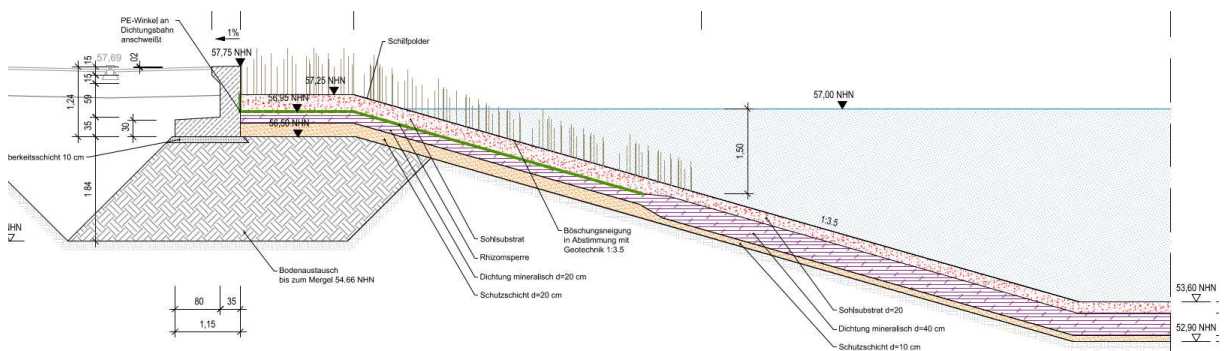 PE-Winkel an
Dichtungsbahn
anschweißt
1%
57,75 NHN
Schilfpolder
15
57,69
02
15
1,24
59
35
30
57,25 NHN
56,95 NHN
56,50 NHN
57,00 NHN
1,50
berkeitsschicht 10 cm
1 84
NHN
1:3.5
Böschungsneigung
in Abstimmung mit
Geotechnik 1:3.5
Sohlsubstrat
Rhizomsperre
Dichtung mineralisch d=20 cm
Schutzschicht d=20 cm
Bodenaustausch
bis zum Mergel 54.66 NHN
80
35
1,15
Sohlsubstrat d=20
Dichtung mineralisch d=40 cm
Schutzschicht d=10 cm
53,60 NHN
52,90 NHN